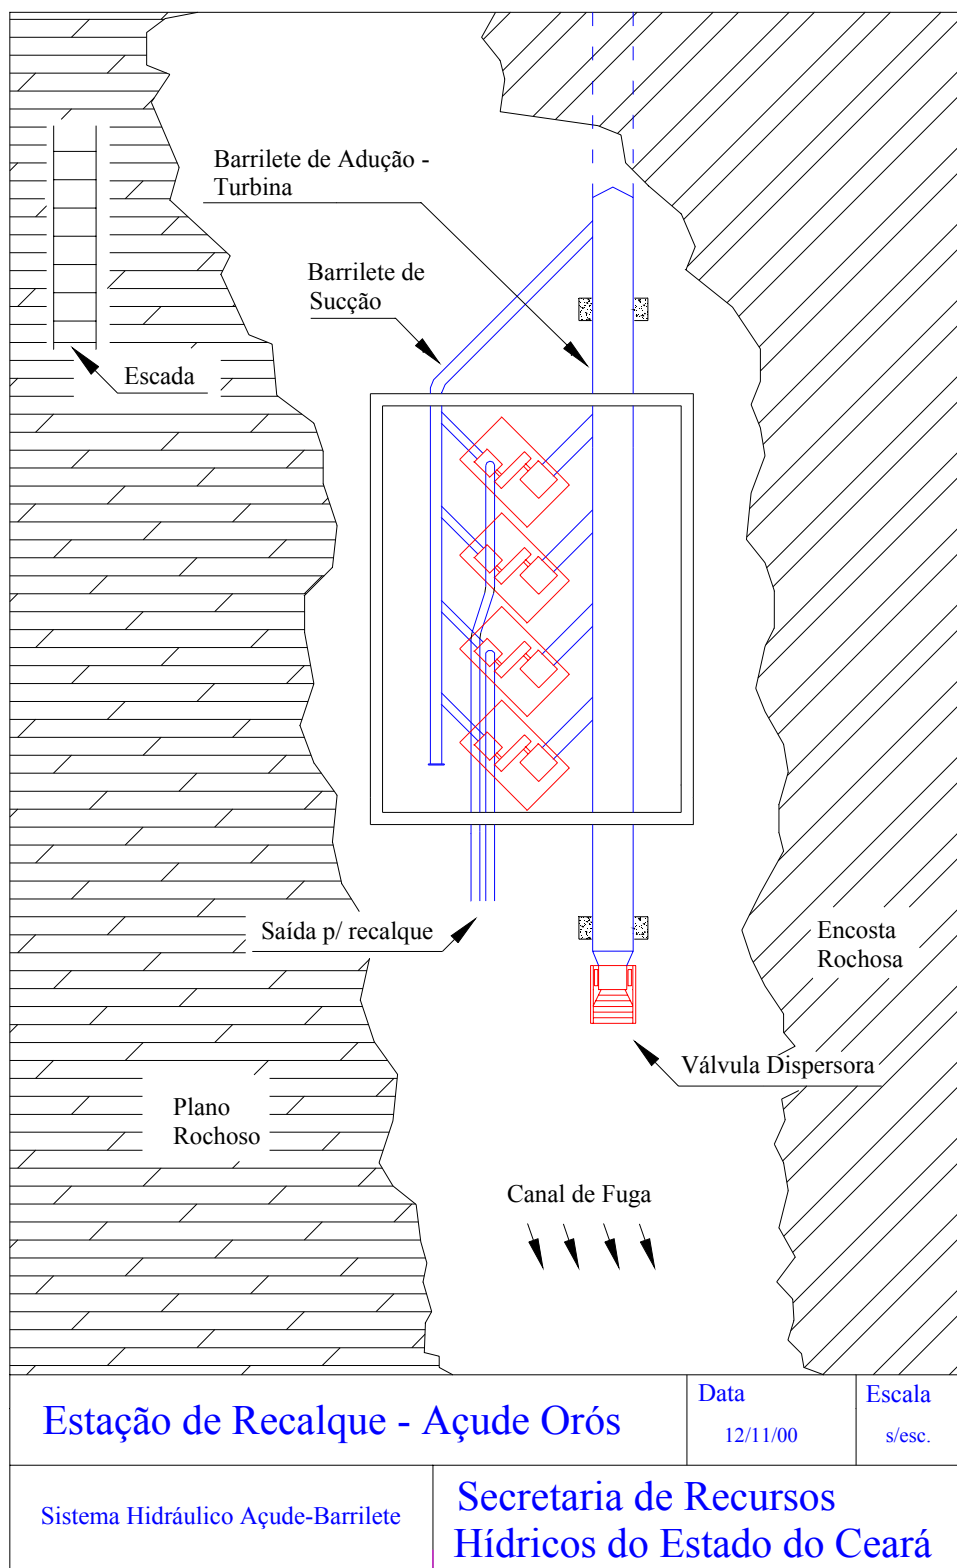 Barrilete de Adução -
Turbina
Barrilete de
Sucção
Escada
Saída p/ recalque
Encosta
Rochosa
Válvula Dispersora
Plano
Rochoso
Canal de Fuga
Estação de Recalque - Açude Orós
Data
12/11/00
Escala
s/esc.
Sistema Hidráulico Açude-Barrilete
Secretaria de Recursos
Hídricos do Estado do Ceará